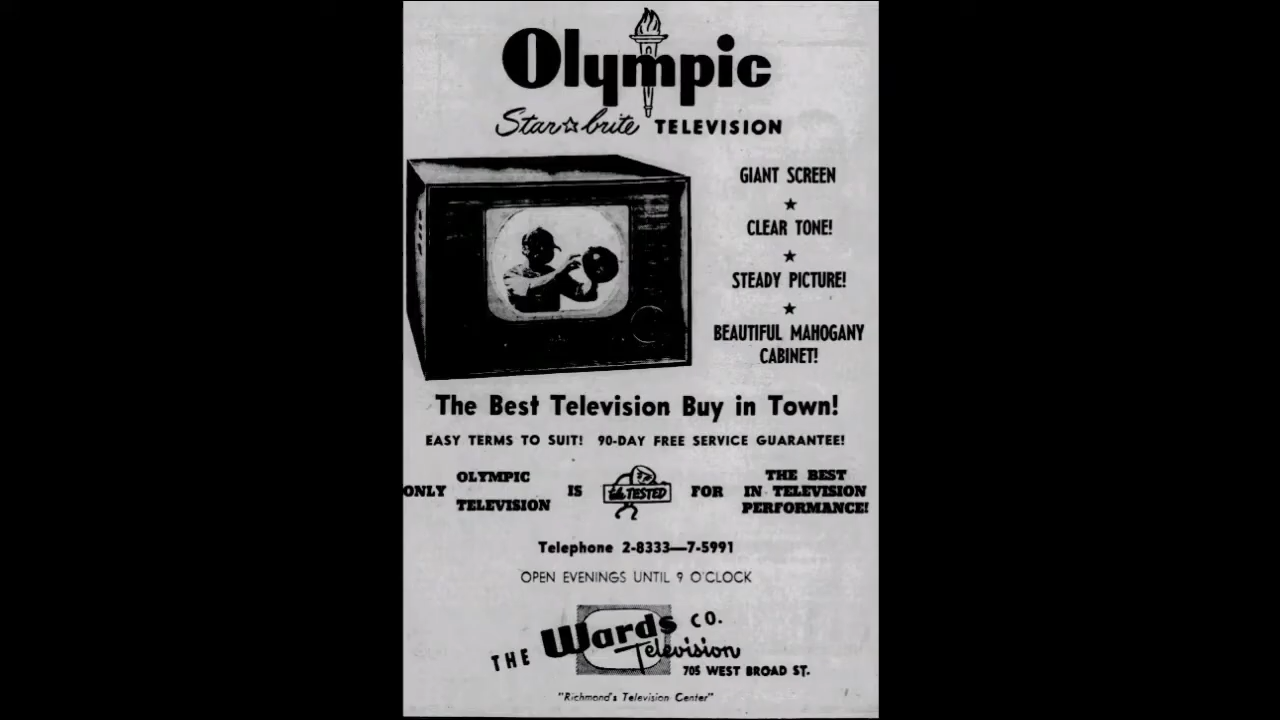 Olympic
Star brite TELEVISION
GIANT SCREEN
CLEAR TONE!
STEADY PICTURE!
BEAUTIFUL MAHOGANY
CABINET!
The Best Television Buy in Town!
EASY TERMS TO SUIT! 90-DAY FREE SERVICE GUARANTEE!
ONLY OLYMPIC TELEVISION IS TESTED FOR THE BEST IN TELEVISION PERFORMANCE!
Telephone 2-8333—7-5991
OPEN EVENINGS UNTIL 9 O'CLOCK
THE Wards CO.
Television
705 WEST BROAD ST.
"Richmond's Television Center"